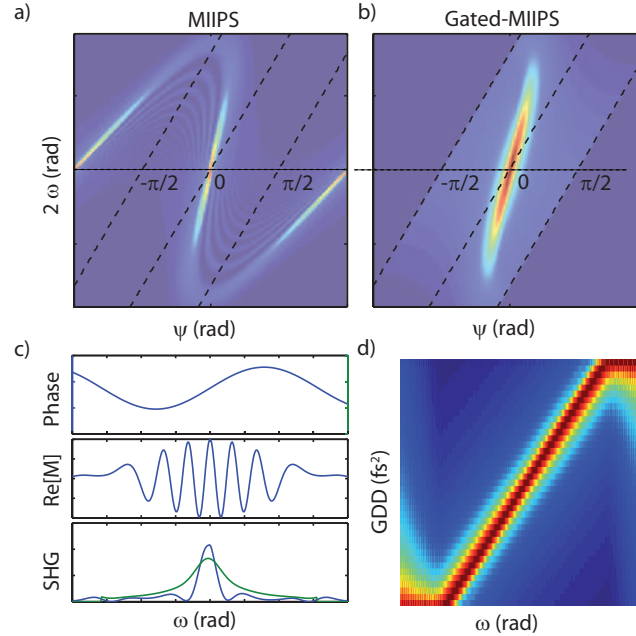 a) MIIPS
b) Gated-MIIPS
2 ω (rad)
-π/2 0 π/2
-π/2 0 π/2
ψ (rad)
ψ (rad)
c)
Phase
Re[M]
SHG
ω (rad)
d)
GDD (fs²)
ω (rad)